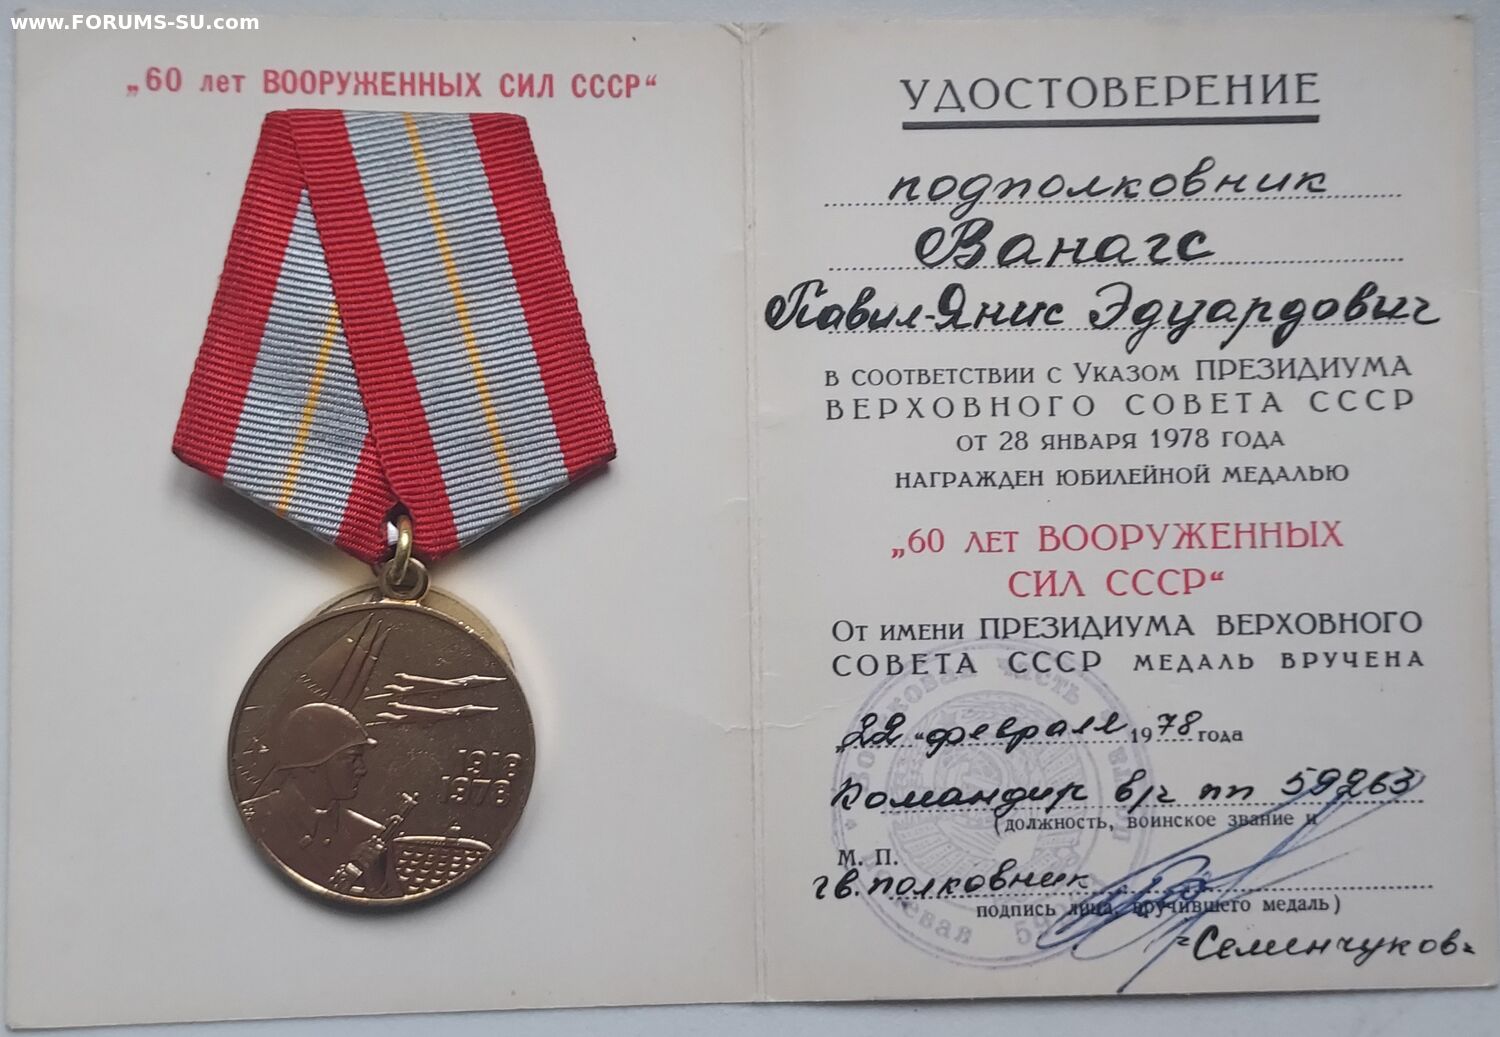 www.FORUMS-SU.com
„60 лет ВООРУЖЕННЫХ СИЛ СССР“
1918
1978
УДОСТОВЕРЕНИЕ
подполковник
Ванагс
Павил-Янис Эдуардович
В СООТВЕТСТВИИ С УКАЗОМ ПРЕЗИДИУМА
ВЕРХОВНОГО СОВЕТА СССР
ОТ 28 ЯНВАРЯ 1978 ГОДА
НАГРАЖДЕН ЮБИЛЕЙНОЙ МЕДАЛЬЮ
„60 ЛЕТ ВООРУЖЕННЫХ
СИЛ СССР“
ОТ ИМЕНИ ПРЕЗИДИУМА ВЕРХОВНОГО
СОВЕТА СССР МЕДАЛЬ ВРУЧЕНА
„22“ февраля 1978 года
Командир в/ч пп 59263
(должность, воинское звание и
М. П.
гв. полковник
подпись лица, вручившего медаль)
=Семенчуков=